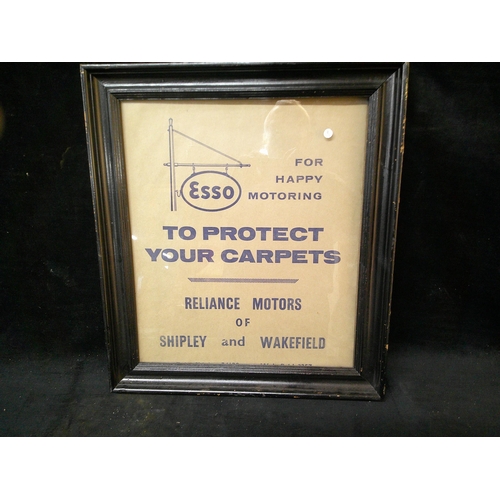 FOR
HAPPY
Esso MOTORING
TO PROTECT
YOUR CARPETS
RELIANCE MOTORS
OF
SHIPLEY and WAKEFIELD